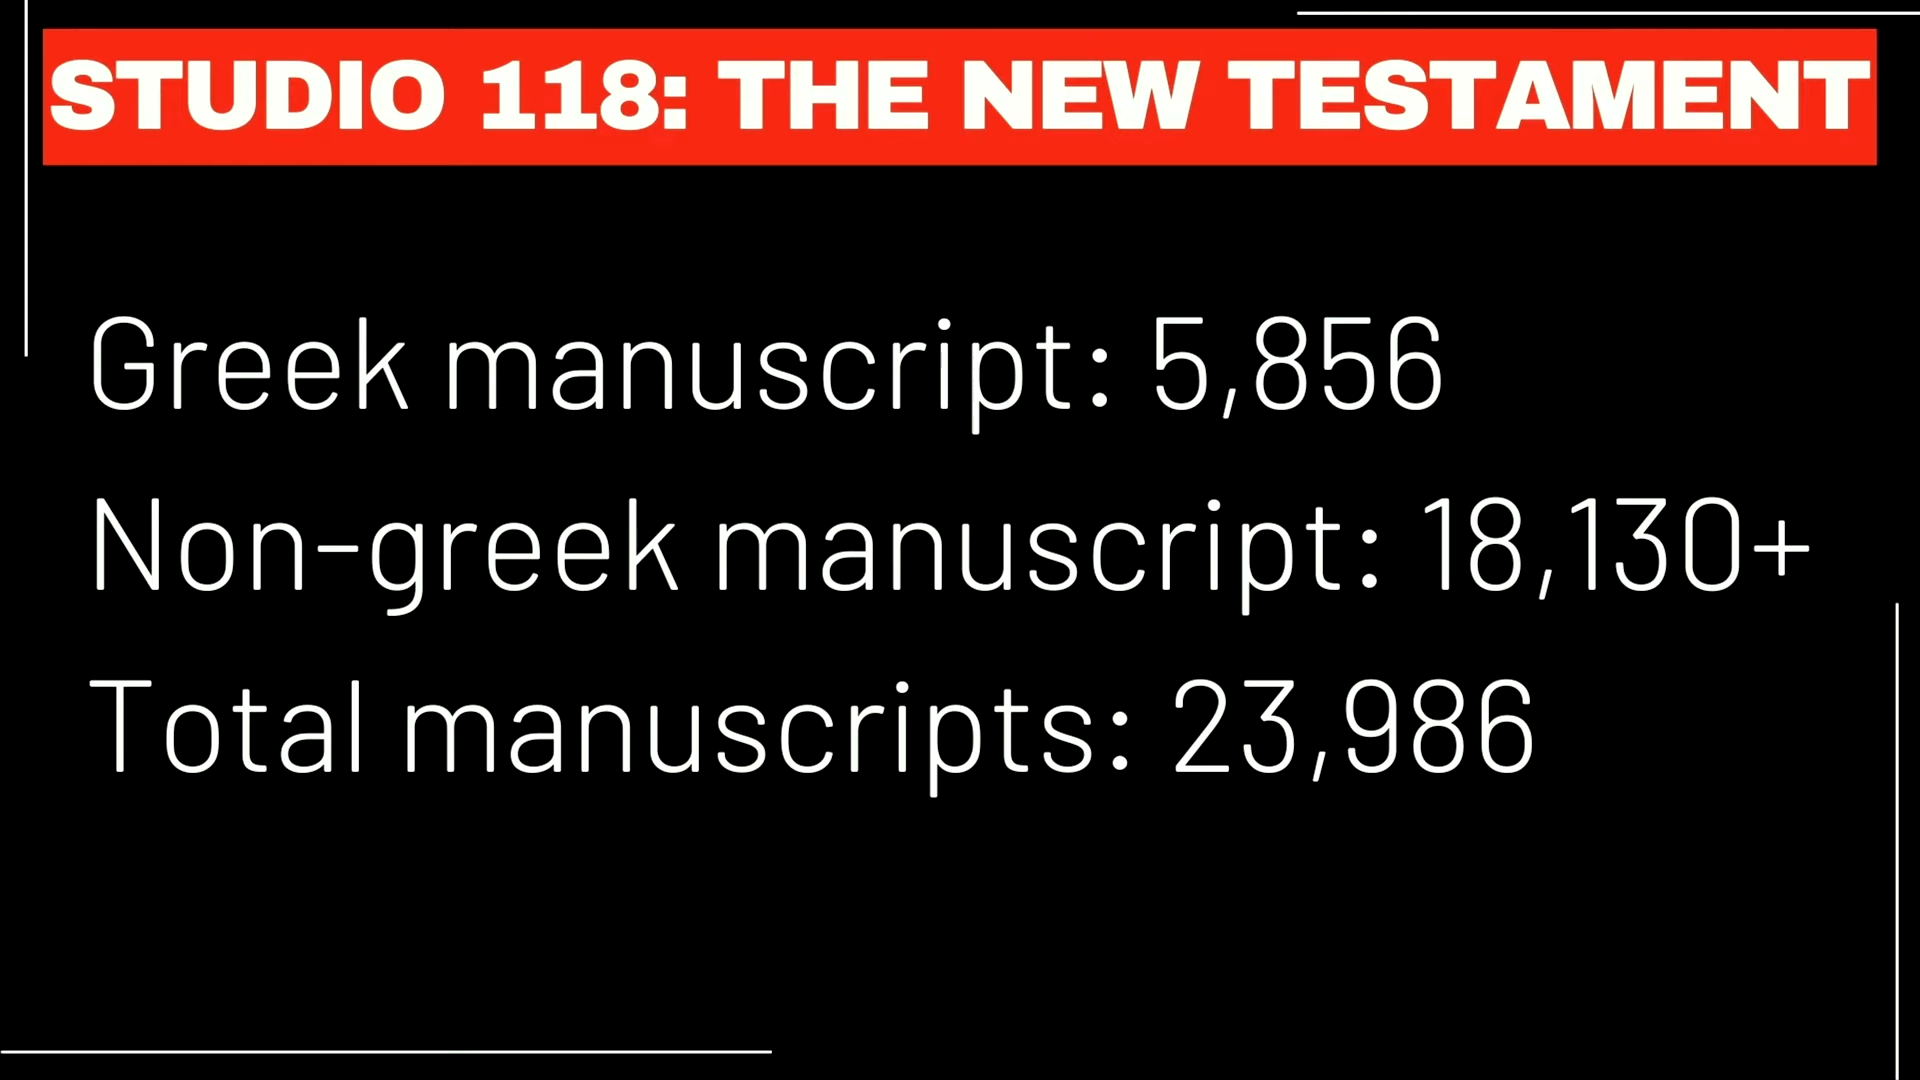 STUDIO 118: THE NEW TESTAMENT
Greek manuscript: 5,856
Non-greek manuscript: 18,130+
Total manuscripts: 23,986